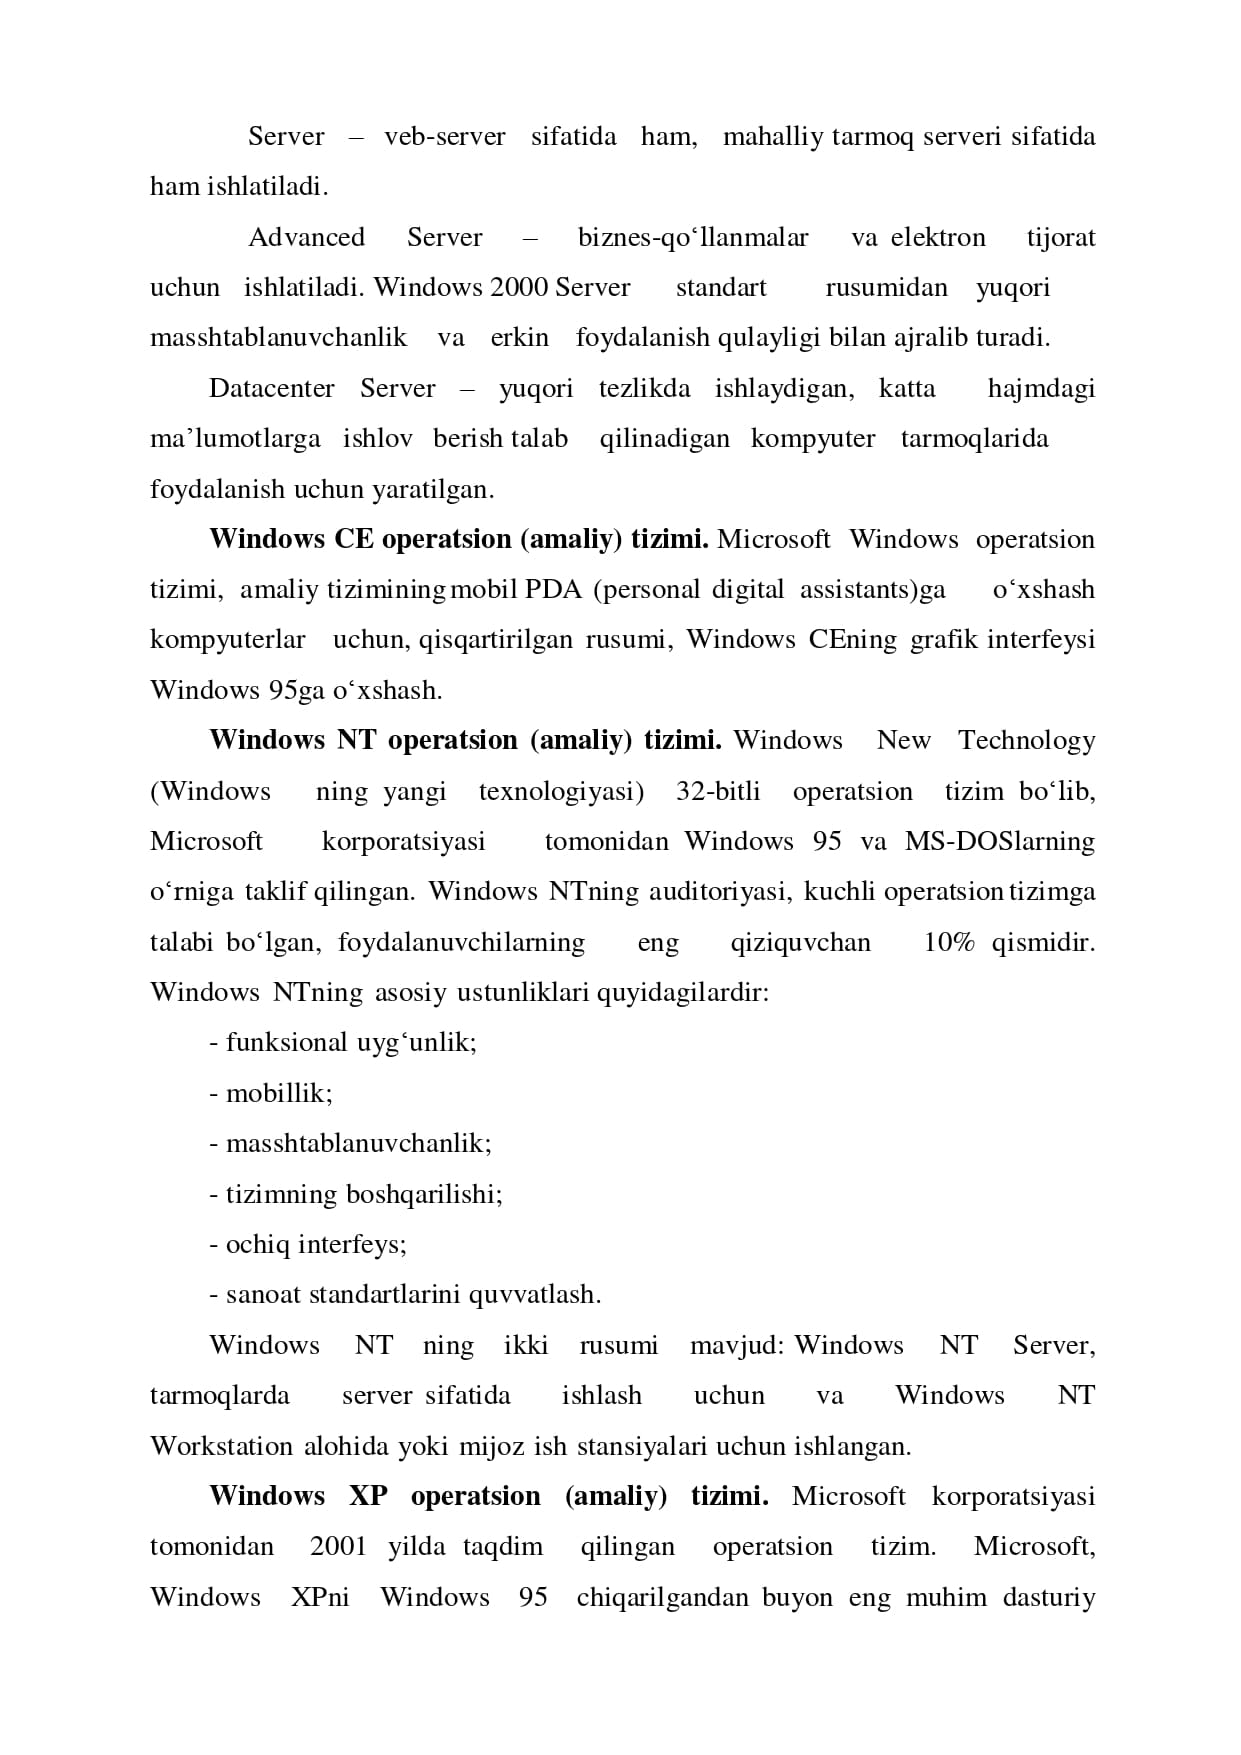 Server – veb-server sifatida ham, mahalliy tarmoq serveri sifatida
ham ishlatiladi.
Advanced Server – biznes-qo‘llanmalar va elektron tijorat
uchun ishlatiladi. Windows 2000 Server standart rusumidan yuqori
masshtablanuvchanlik va erkin foydalanish qulayligi bilan ajralib turadi.
Datacenter Server – yuqori tezlikda ishlaydigan, katta hajmdagi
ma’lumotlarga ishlov berish talab qilinadigan kompyuter tarmoqlarida
foydalanish uchun yaratilgan.
Windows CE operatsion (amaliy) tizimi. Microsoft Windows operatsion
tizimi, amaliy tizimining mobil PDA (personal digital assistants)ga o‘xshash
kompyuterlar uchun, qisqartirilgan rusumi, Windows CEning grafik interfeysi
Windows 95ga o‘xshash.
Windows NT operatsion (amaliy) tizimi. Windows New Technology
(Windows ning yangi texnologiyasi) 32-bitli operatsion tizim bo‘lib,
Microsoft korporatsiyasi tomonidan Windows 95 va MS-DOSlarning
o‘rniga taklif qilingan. Windows NTning auditoriyasi, kuchli operatsion tizimga
talabi bo‘lgan, foydalanuvchilarning eng qiziquvchan 10% qismidir.
Windows NTning asosiy ustunliklari quyidagilardir:
- funksional uyg‘unlik;
- mobillik;
- masshtablanuvchanlik;
- tizimning boshqarilishi;
- ochiq interfeys;
- sanoat standartlarini quvvatlash.
Windows NT ning ikki rusumi mavjud: Windows NT Server,
tarmoqlarda server sifatida ishlash uchun va Windows NT
Workstation alohida yoki mijoz ish stansiyalari uchun ishlangan.
Windows XP operatsion (amaliy) tizimi. Microsoft korporatsiyasi
tomonidan 2001 yilda taqdim qilingan operatsion tizim. Microsoft,
Windows XPni Windows 95 chiqarilgandan buyon eng muhim dasturiy